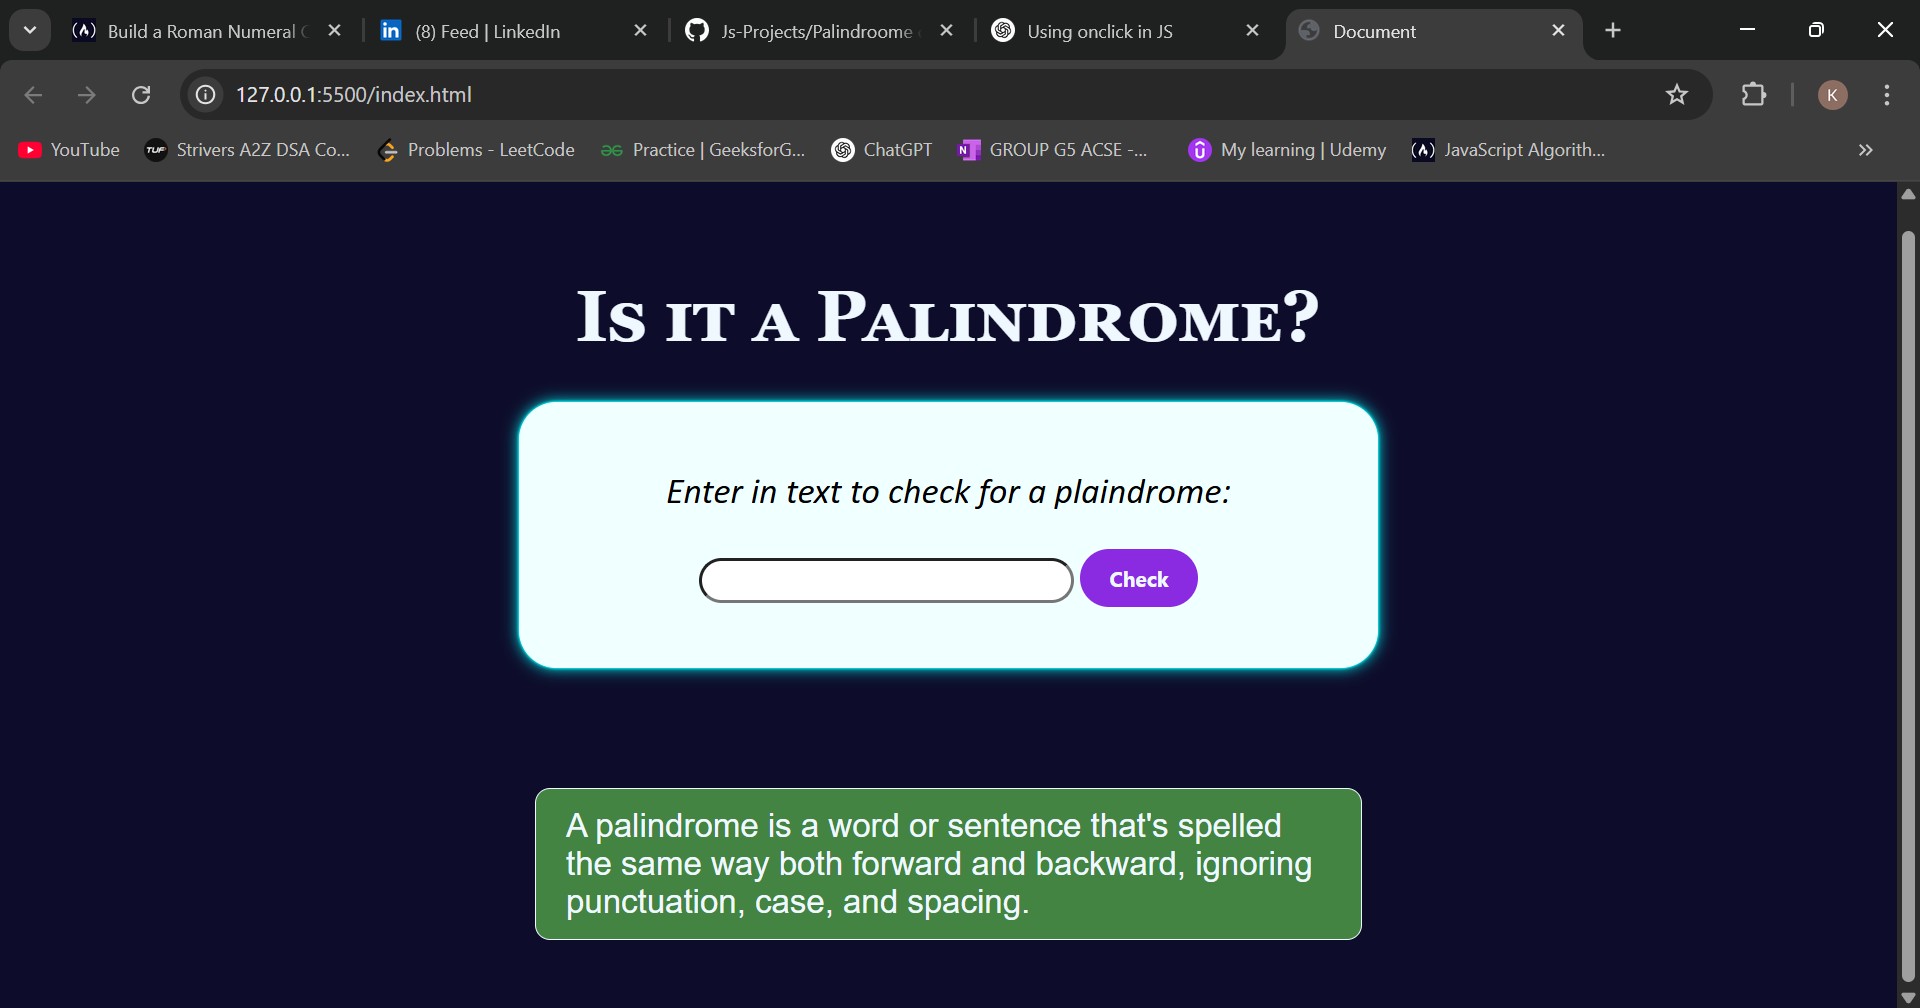 Build a Roman Numeral C
(8) Feed | LinkedIn
Js-Projects/Palindroome
Using onclick in JS
Document
127.0.0.1:5500/index.html
K
YouTube
TUF
Strivers A2Z DSA Co...
Problems - LeetCode
Practice | GeeksforG...
ChatGPT
N
GROUP G5 ACSE -...
My learning | Udemy
JavaScript Algorith...
Is it a Palindrome?
Enter in text to check for a plaindrome:
Check
A palindrome is a word or sentence that's spelled
the same way both forward and backward, ignoring
punctuation, case, and spacing.